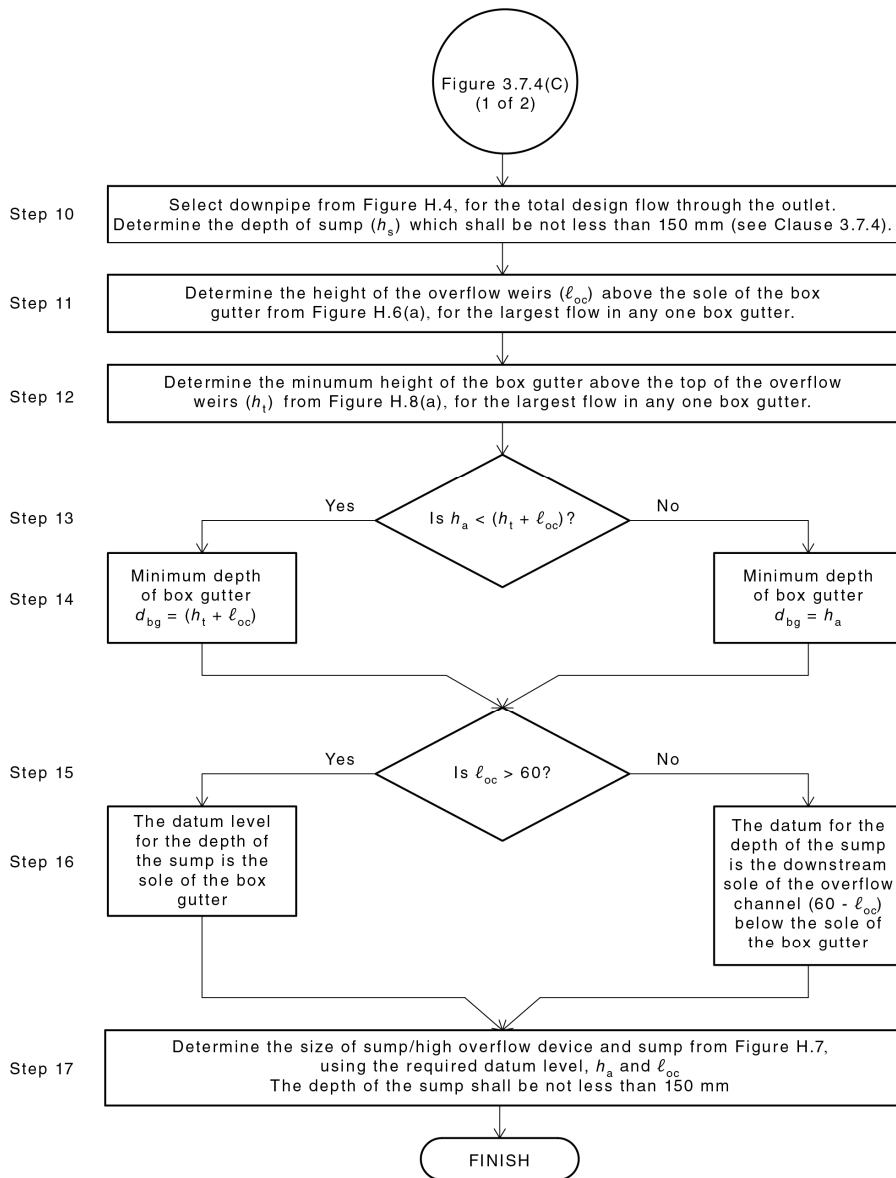 Figure 3.7.4(C)
(1 of 2)
Step 10
Select downpipe from Figure H.4, for the total design flow through the outlet.
Determine the depth of sump (hs) which shall be not less than 150 mm (see Clause 3.7.4).
Step 11
Determine the height of the overflow weirs (ℓoc) above the sole of the box
gutter from Figure H.6(a), for the largest flow in any one box gutter.
Step 12
Determine the minumum height of the box gutter above the top of the overflow
weirs (ht) from Figure H.8(a), for the largest flow in any one box gutter.
Step 13
Yes
Is ha < (ht + ℓoc)?
No
Step 14
Minimum depth
of box gutter
dbg = (ht + ℓoc)
Minimum depth
of box gutter
dbg = ha
Step 15
Yes
Is ℓoc > 60?
No
Step 16
The datum level
for the depth of
the sump is the
sole of the box
gutter
The datum for the
depth of the sump
is the downstream
sole of the overflow
channel (60 - ℓoc)
below the sole of
the box gutter
Step 17
Determine the size of sump/high overflow device and sump from Figure H.7,
using the required datum level, ha and ℓoc
The depth of the sump shall be not less than 150 mm
FINISH